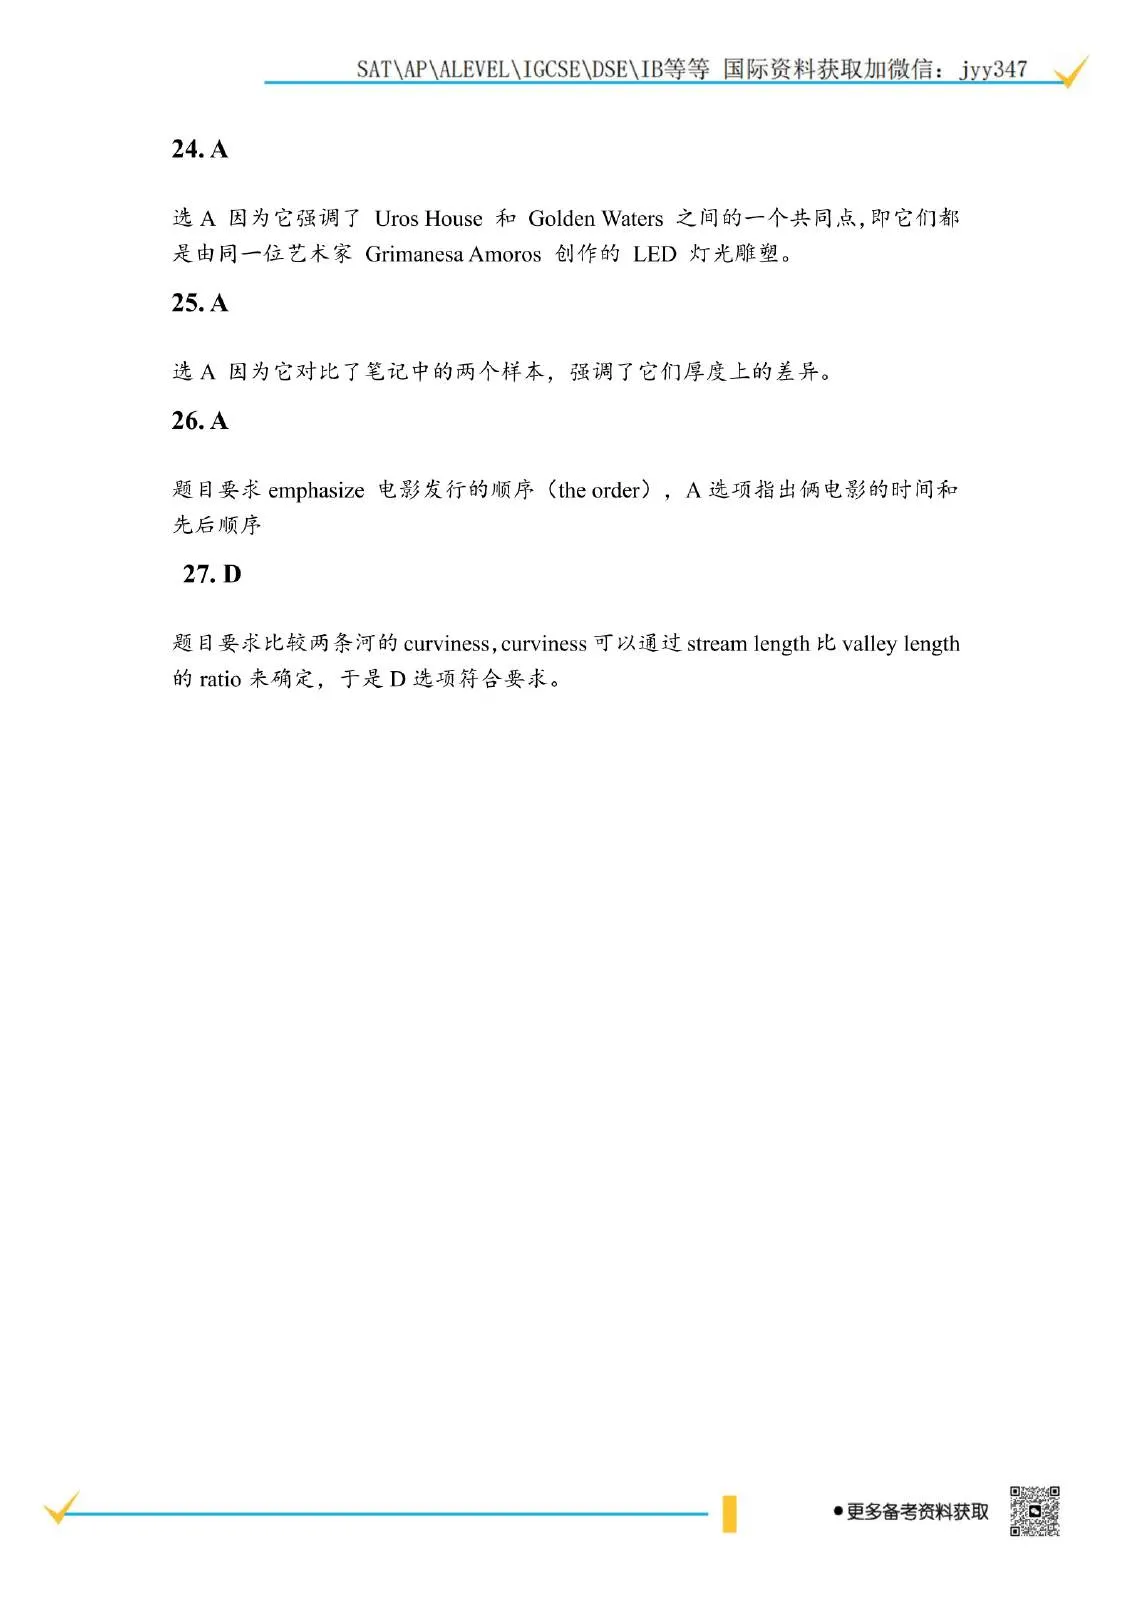 SAT\AP\ALEVEL\IGCSE\DSE\IB等等 国际资料获取加微信：jyy347
24. A
选 A 因为它强调了 Uros House 和 Golden Waters 之间的一个共同点，即它们都
是由同一位艺术家 Grimanesa Amoros 创作的 LED 灯光雕塑。
25. A
选 A 因为它对比了笔记中的两个样本，强调了它们厚度上的差异。
26. A
题目要求 emphasize 电影发行的顺序（the order），A 选项指出俩电影的时间和
先后顺序
27. D
题目要求比较两条河的 curviness，curviness 可以通过 stream length 比 valley length
的 ratio 来确定，于是 D 选项符合要求。
●更多备考资料获取